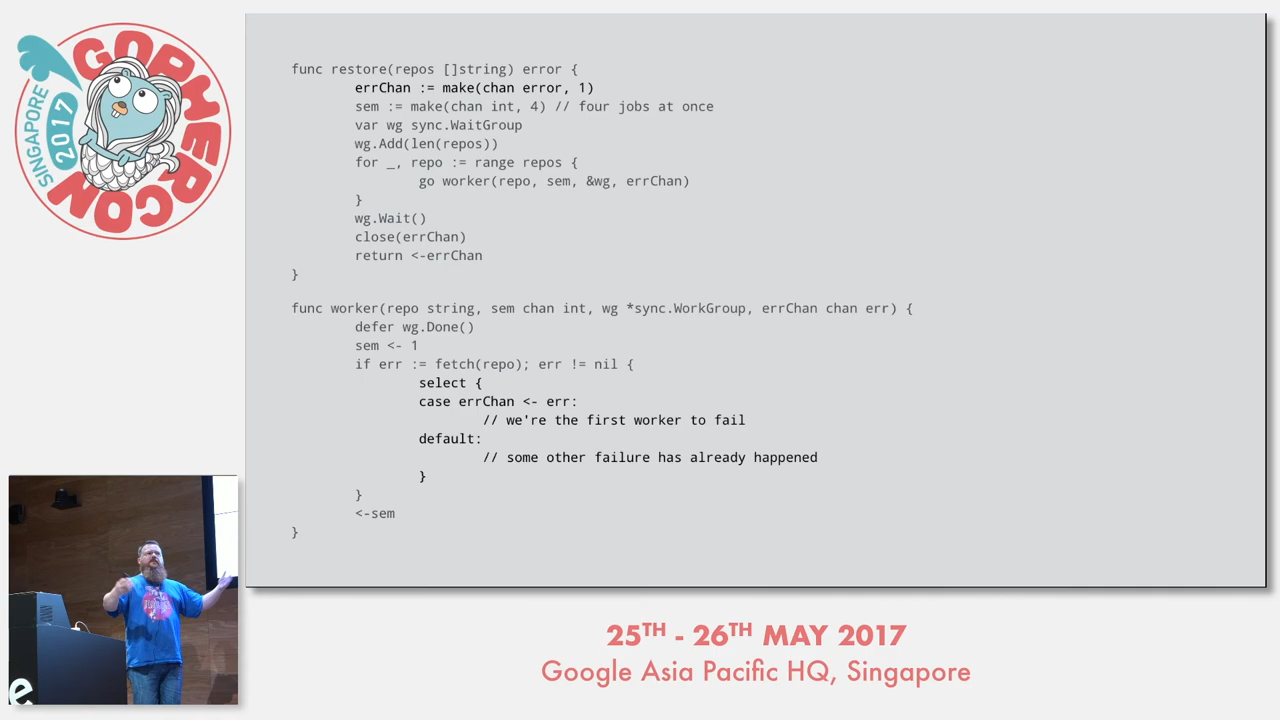 GOPHERCON
SINGAPORE
2017
func restore(repos []string) error {
errChan := make(chan error, 1)
sem := make(chan int, 4) // four jobs at once
var wg sync.WaitGroup
wg.Add(len(repos))
for _, repo := range repos {
go worker(repo, sem, &wg, errChan)
}
wg.Wait()
close(errChan)
return <-errChan
}
func worker(repo string, sem chan int, wg *sync.WorkGroup, errChan chan err) {
defer wg.Done()
sem <- 1
if err := fetch(repo); err != nil {
select {
case errChan <- err:
// we're the first worker to fail
default:
// some other failure has already happened
}
}
<-sem
}
e
25TH - 26TH MAY 2017
Google Asia Pacific HQ, Singapore